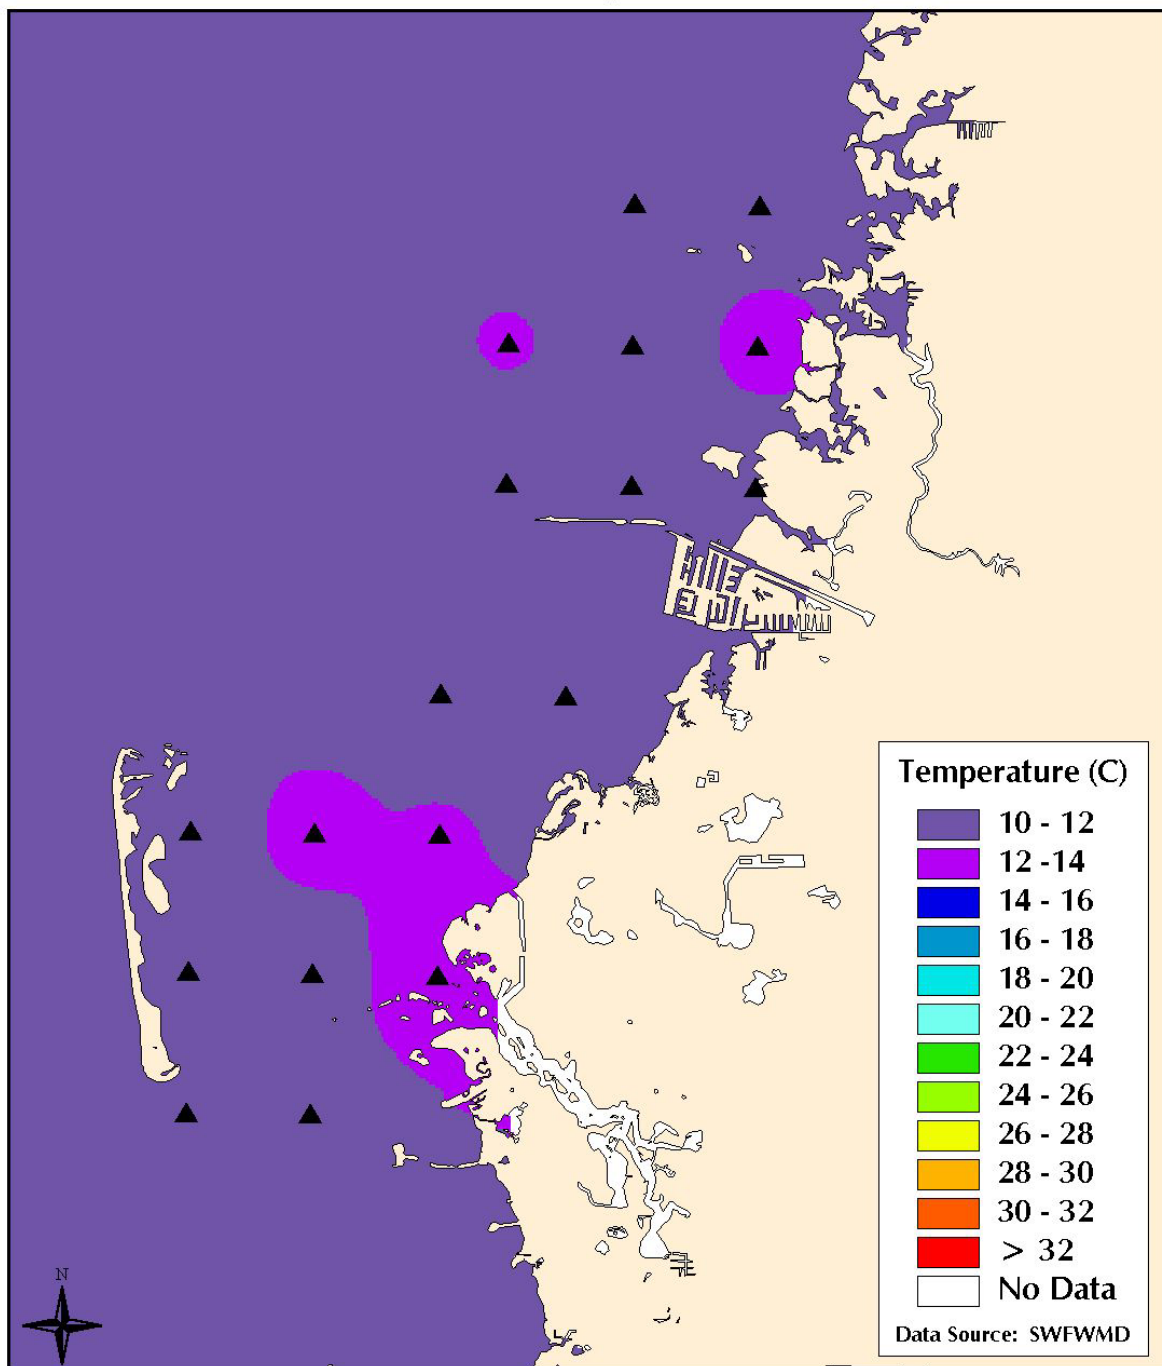 Temperature (C)
10 - 12
12 -14
14 - 16
16 - 18
18 - 20
20 - 22
22 - 24
24 - 26
26 - 28
28 - 30
30 - 32
> 32
No Data
Data Source: SWFWMD
N